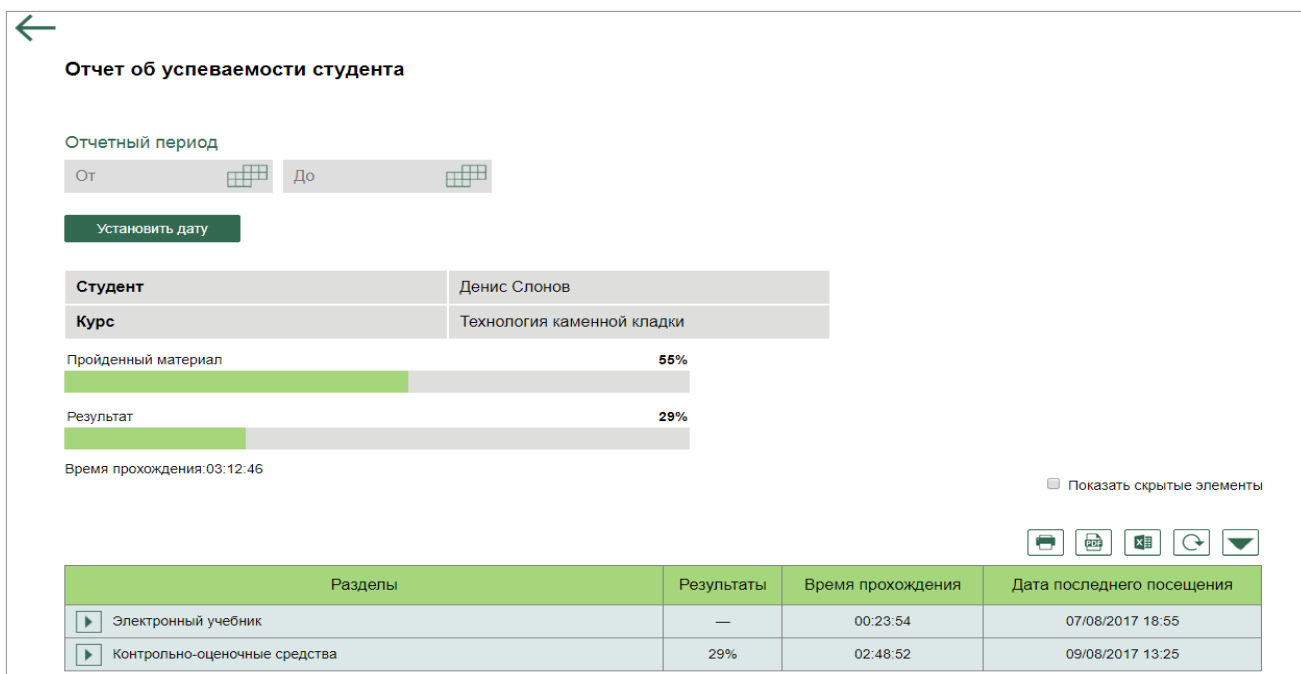 Отчет об успеваемости студента
Отчетный период
От До
Установить дату
Студент Денис Слонов
Курс Технология каменной кладки
Пройденный материал 55%
Результат 29%
Время прохождения:03:12:46
Показать скрытые элементы
PDF X
Разделы Результаты Время прохождения Дата последнего посещения
Электронный учебник — 00:23:54 07/08/2017 18:55
Контрольно-оценочные средства 29% 02:48:52 09/08/2017 13:25